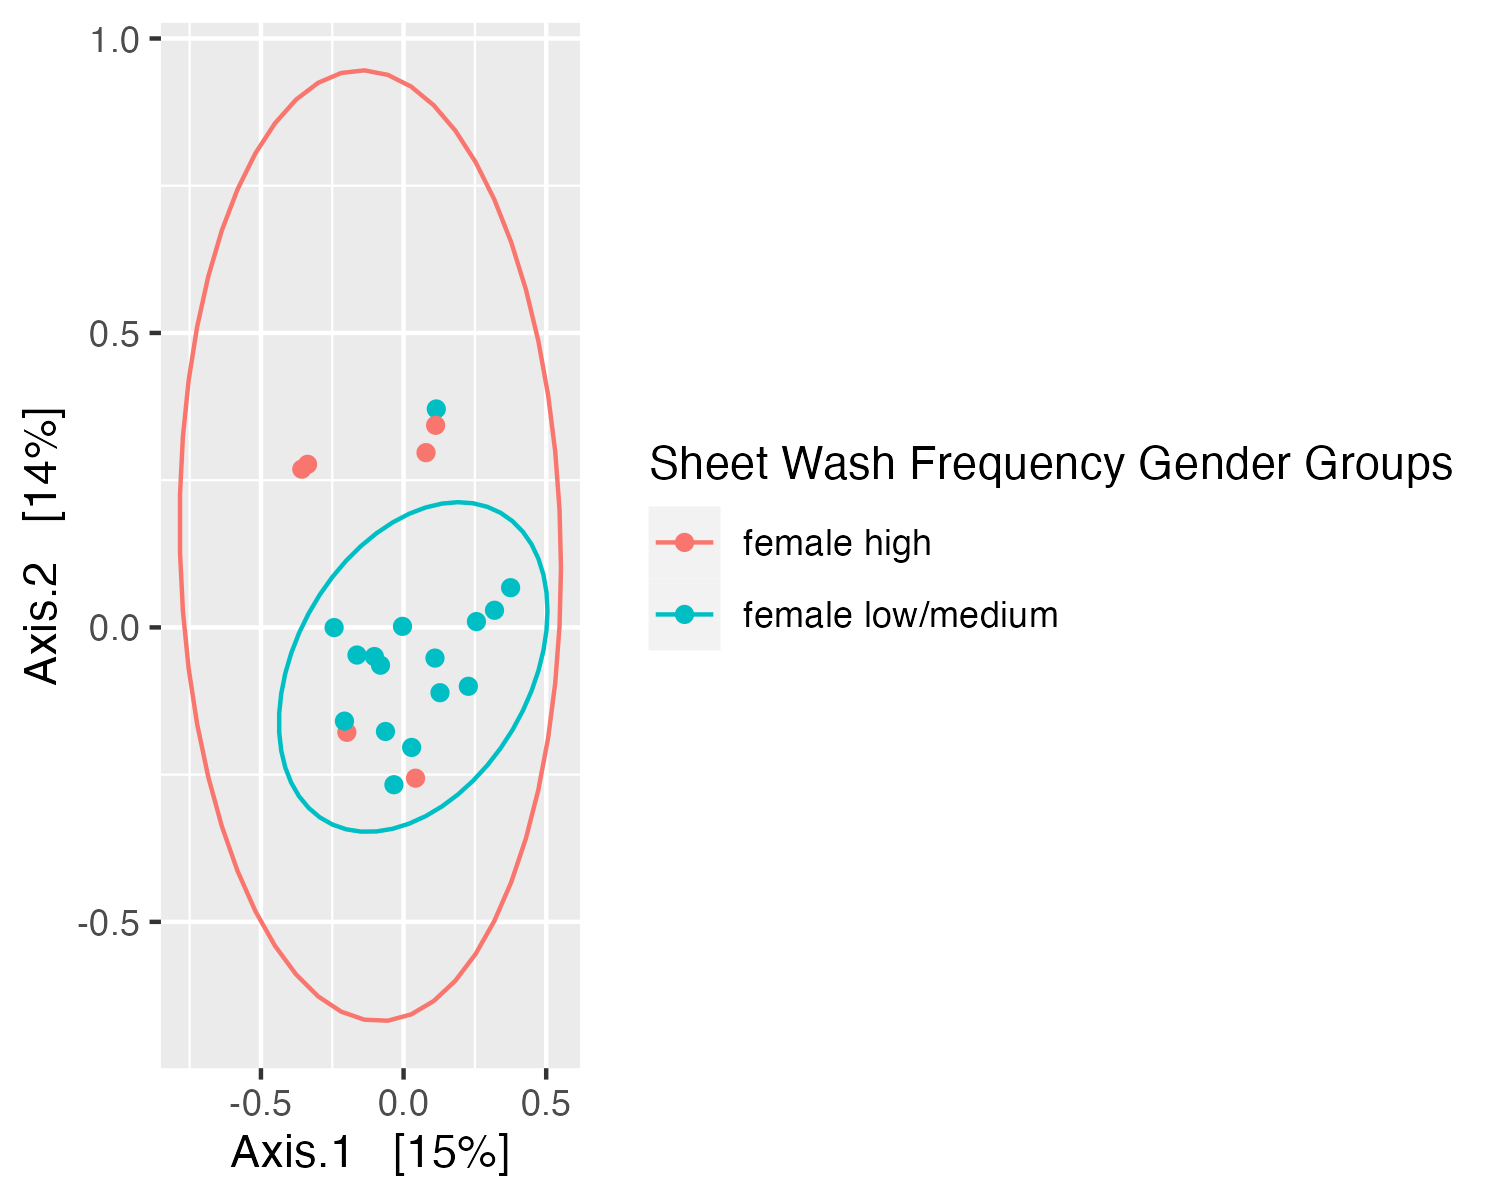 1.0
0.5
0.0
-0.5
Axis.2 [14%]
-0.5 0.0 0.5
Axis.1 [15%]
Sheet Wash Frequency Gender Groups
female high
female low/medium